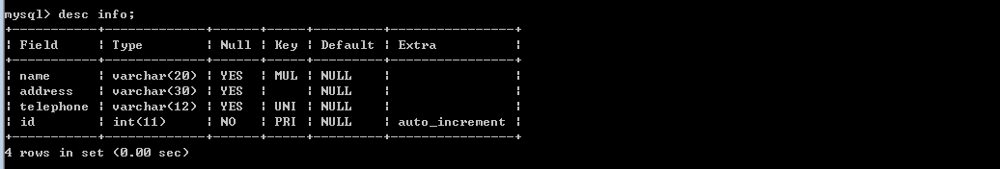 mysql> desc info;
+-----------+-------------+------+-----+---------+----------------+
| Field     | Type        | Null | Key | Default | Extra          |
+-----------+-------------+------+-----+---------+----------------+
| name      | varchar(20) | YES  | MUL | NULL    |                |
| address   | varchar(30) | YES  |     | NULL    |                |
| telephone | varchar(12) | YES  | UNI | NULL    |                |
| id        | int(11)     | NO   | PRI | NULL    | auto_increment |
+-----------+-------------+------+-----+---------+----------------+
4 rows in set (0.00 sec)